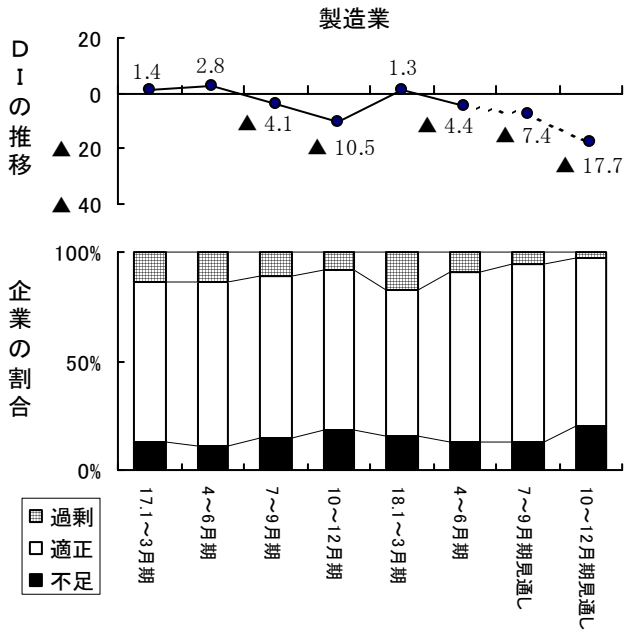 製造業
DIの推移
20
0
▲ 20
▲ 40
1.4
2.8
▲ 4.1
▲ 10.5
1.3
▲ 4.4
▲ 7.4
▲ 17.7
企業の割合
100%
50%
0%
17.1～3月期
4～6月期
7～9月期
10～12月期
18.1～3月期
4～6月期
7～9月期見通し
10～12月期見通し
過剰
適正
不足